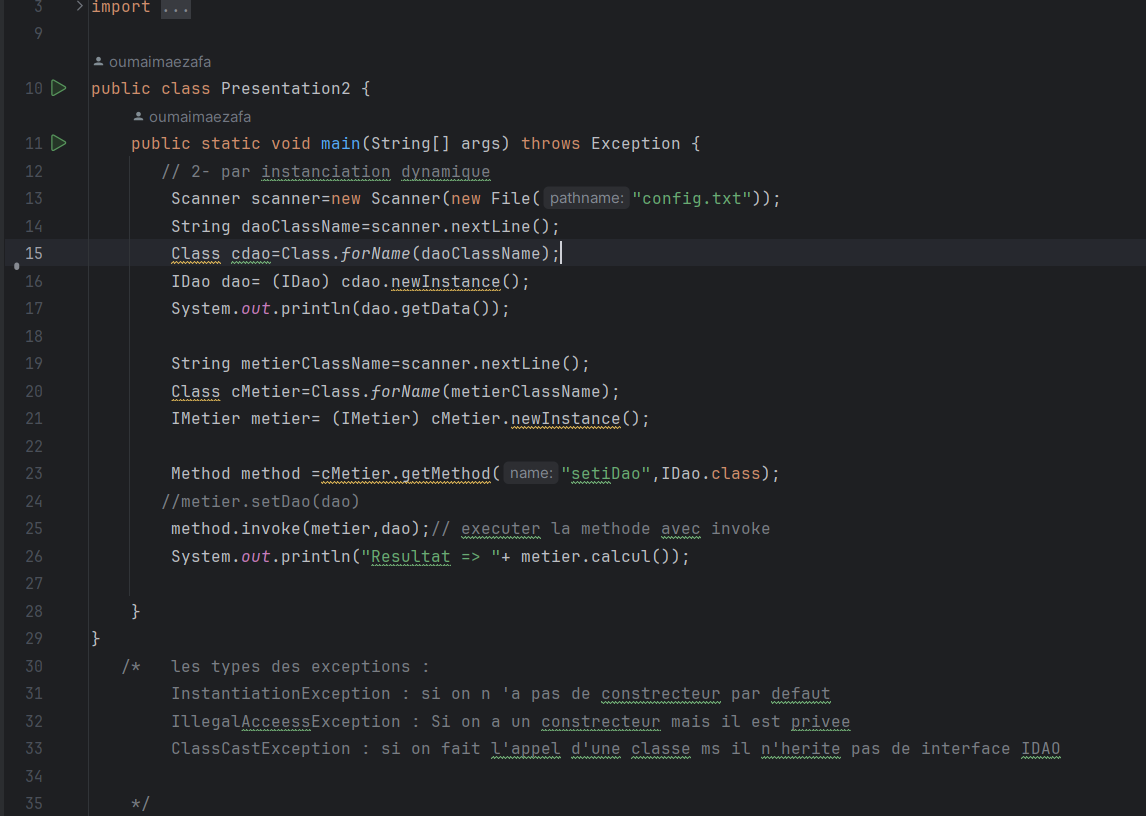 3 import ...
9
oumaimaezafa
10 public class Presentation2 {
oumaimaezafa
11 public static void main(String[] args) throws Exception {
12 // 2- par instanciation dynamique
13 Scanner scanner=new Scanner(new File( pathname: "config.txt"));
14 String daoClassName=scanner.nextLine();
15 Class cdao=Class.forName(daoClassName);
16 IDao dao= (IDao) cdao.newInstance();
17 System.out.println(dao.getData());
18
19 String metierClassName=scanner.nextLine();
20 Class cMetier=Class.forName(metierClassName);
21 IMetier metier= (IMetier) cMetier.newInstance();
22
23 Method method =cMetier.getMethod( name: "setiDao",IDao.class);
24 //metier.setDao(dao)
25 method.invoke(metier,dao);// executer la methode avec invoke
26 System.out.println("Resultat => "+ metier.calcul());
27
28 }
29 }
30 /* les types des exceptions :
31 InstantiationException : si on n 'a pas de constrecteur par defaut
32 IllegalAcceessException : Si on a un constrecteur mais il est privee
33 ClassCastException : si on fait l'appel d'une classe ms il n'herite pas de interface IDAO
34
35 */